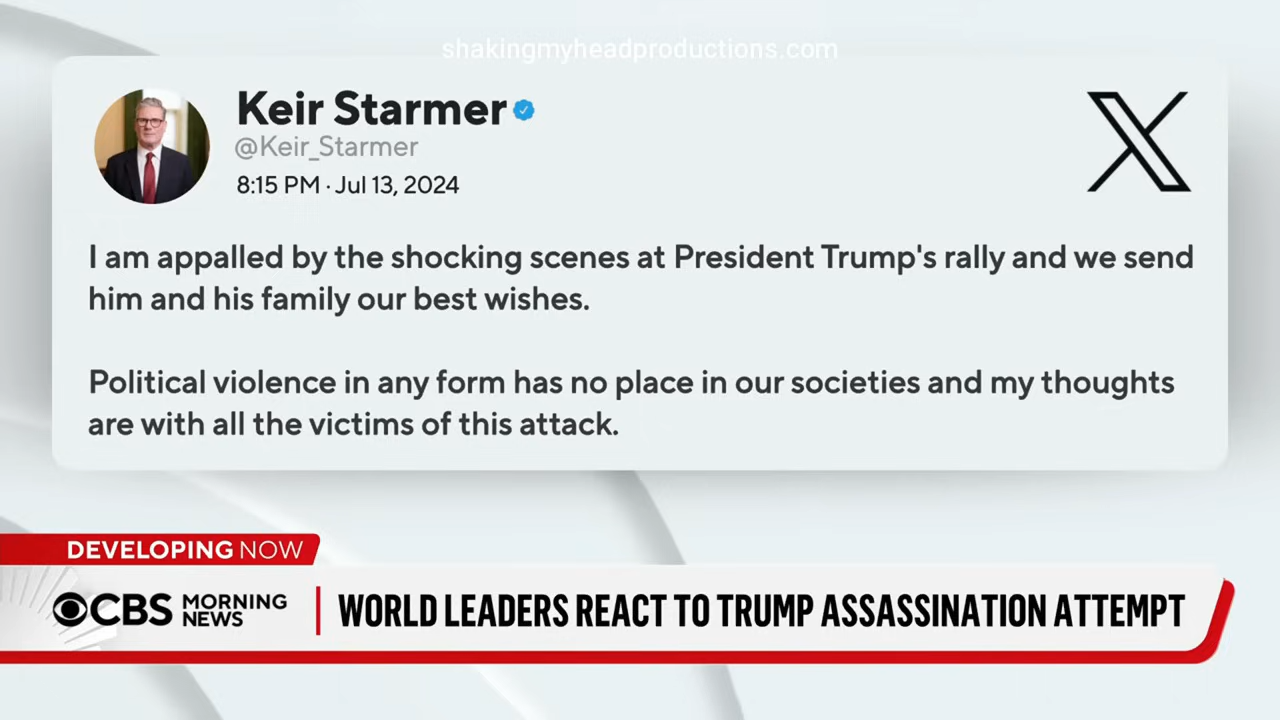 shakingmyheadproductions.com
Keir Starmer
@Keir_Starmer
8:15 PM · Jul 13, 2024
I am appalled by the shocking scenes at President Trump's rally and we send
him and his family our best wishes.
Political violence in any form has no place in our societies and my thoughts
are with all the victims of this attack.
DEVELOPING NOW
CBS MORNING NEWS
WORLD LEADERS REACT TO TRUMP ASSASSINATION ATTEMPT